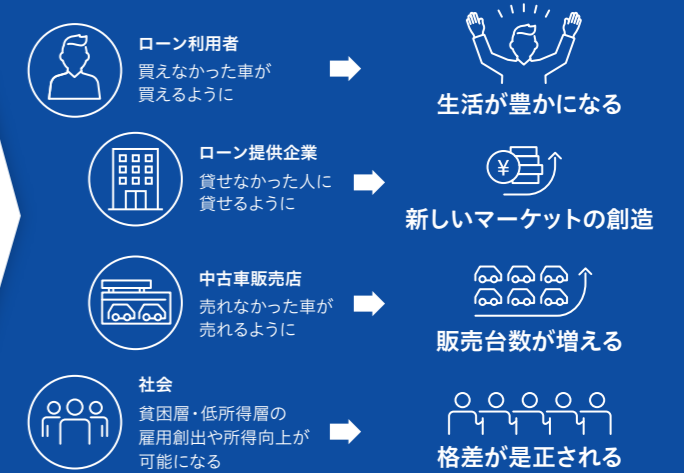 ローン利用者
買えなかった車が
買えるように
生活が豊かになる
ローン提供企業
貸せなかった人に
貸せるように
¥
新しいマーケットの創造
中古車販売店
売れなかった車が
売れるように
販売台数が増える
社会
貧困層・低所得層の
雇用創出や所得向上が
可能になる
格差が是正される